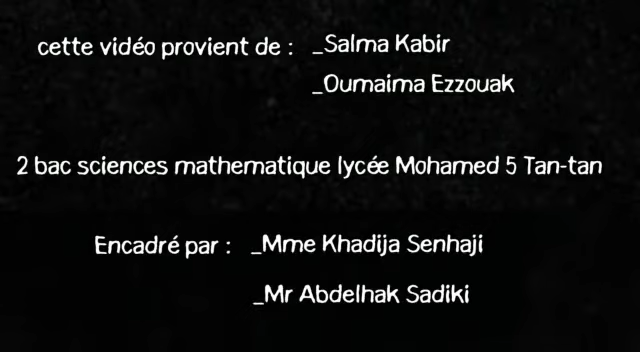 cette vidéo provient de : _Salma Kabir
_Oumaima Ezzouak
2 bac sciences mathematique lycée Mohamed 5 Tan-tan
Encadré par : _Mme Khadija Senhaji
_Mr Abdelhak Sadiki